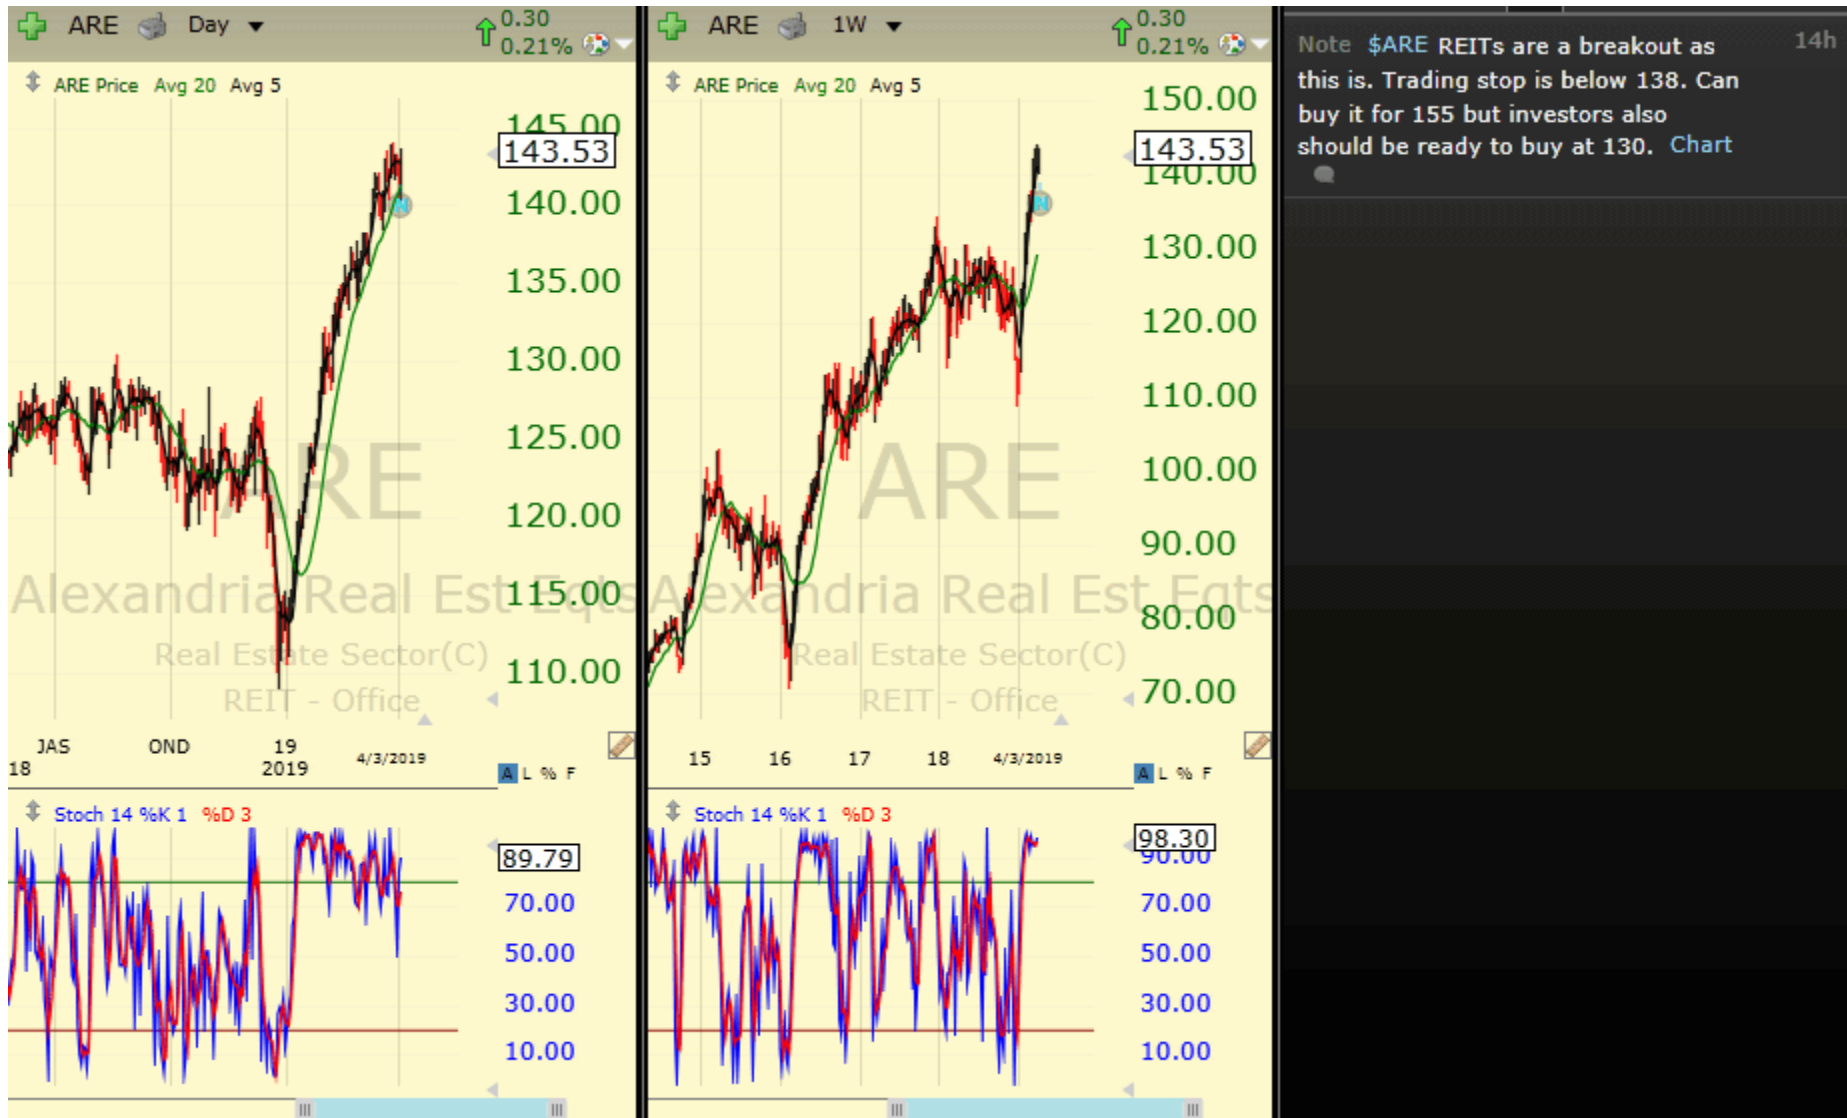 ARE Day
0.30
0.21%
ARE Price Avg 20 Avg 5
145.00
143.53
140.00
135.00
130.00
125.00
120.00
115.00
110.00
ARE
Alexandria Real Est Eqts
Real Estate Sector(C)
REIT - Office
N
JAS OND 19
18 2019 4/3/2019
A L % F
Stoch 14 %K 1 %D 3
89.79
70.00
50.00
30.00
10.00
ARE 1W
0.30
0.21%
ARE Price Avg 20 Avg 5
150.00
143.53
140.00
130.00
120.00
110.00
100.00
90.00
80.00
70.00
ARE
Alexandria Real Est Eqts
Real Estate Sector(C)
REIT - Office
N
15 16 17 18 4/3/2019
A L % F
Stoch 14 %K 1 %D 3
98.30
90.00
70.00
50.00
30.00
10.00
Note $ARE REITs are a breakout as 14h
this is. Trading stop is below 138. Can
buy it for 155 but investors also
should be ready to buy at 130. Chart